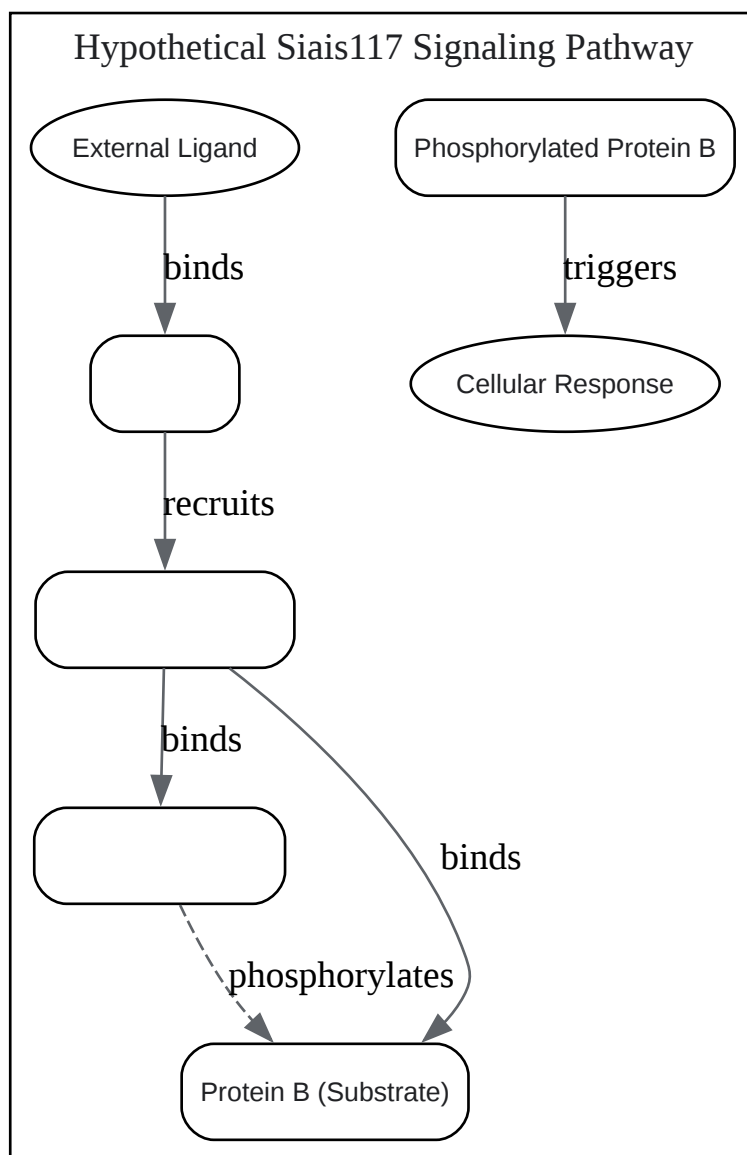 Hypothetical Siais117 Signaling Pathway
External Ligand
Phosphorylated Protein B
binds
triggers
Cellular Response
recruits
binds
binds
phosphorylates
Protein B (Substrate)